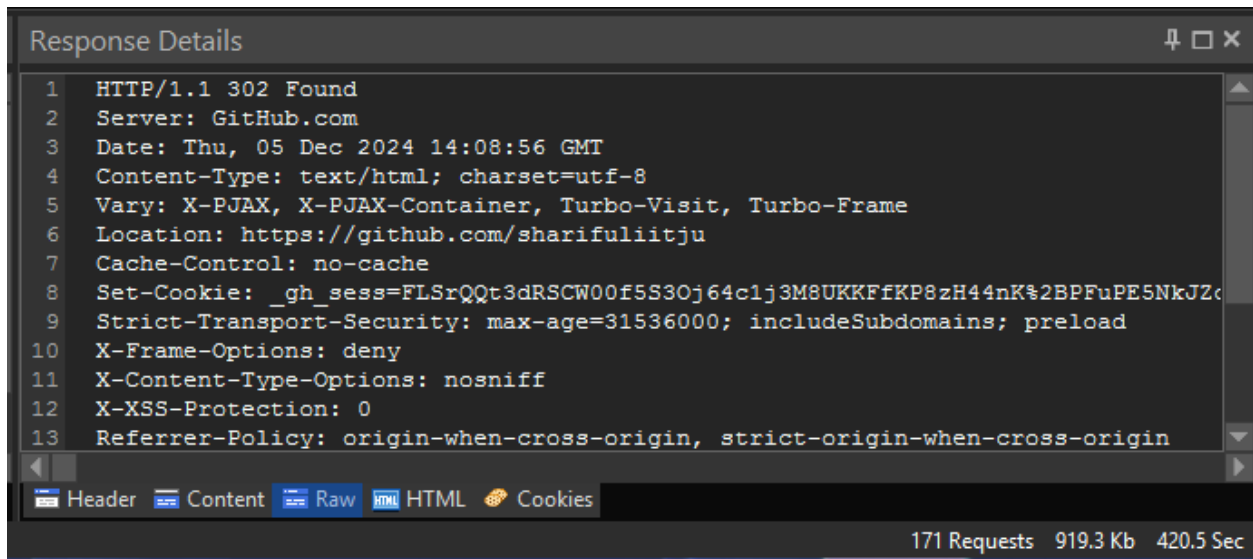 Response Details
1 HTTP/1.1 302 Found
2 Server: GitHub.com
3 Date: Thu, 05 Dec 2024 14:08:56 GMT
4 Content-Type: text/html; charset=utf-8
5 Vary: X-PJAX, X-PJAX-Container, Turbo-Visit, Turbo-Frame
6 Location: https://github.com/sharifuliitju
7 Cache-Control: no-cache
8 Set-Cookie: _gh_sess=FLSrQQt3dRSCW00f5S3Oj64c1j3M8UKKFfKP8zH44nK%2BPFuPE5NkJZ
9 Strict-Transport-Security: max-age=31536000; includeSubdomains; preload
10 X-Frame-Options: deny
11 X-Content-Type-Options: nosniff
12 X-XSS-Protection: 0
13 Referrer-Policy: origin-when-cross-origin, strict-origin-when-cross-origin
Header Content Raw HTML Cookies
171 Requests 919.3 Kb 420.5 Sec